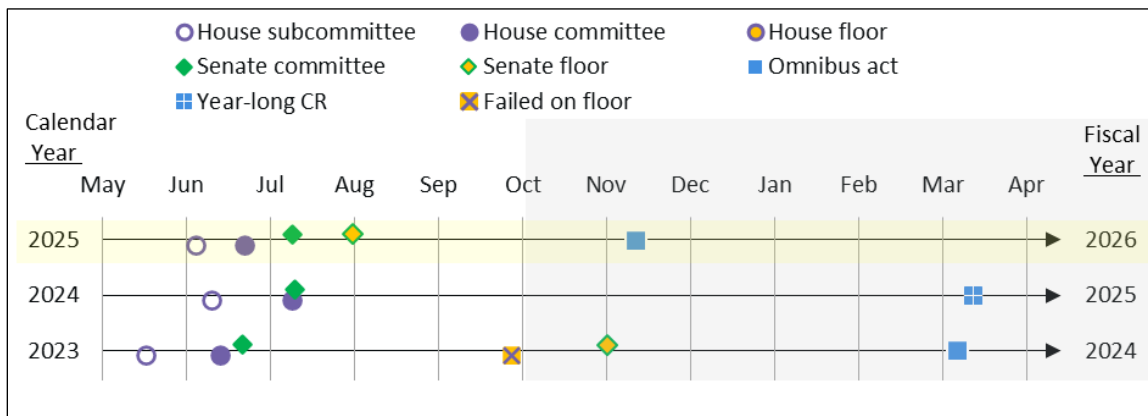 House subcommittee House committee House floor
Senate committee Senate floor Omnibus act
Year-long CR Failed on floor
Calendar Year
Fiscal Year
May Jun Jul Aug Sep Oct Nov Dec Jan Feb Mar Apr
2025 2026
2024 2025
2023 2024